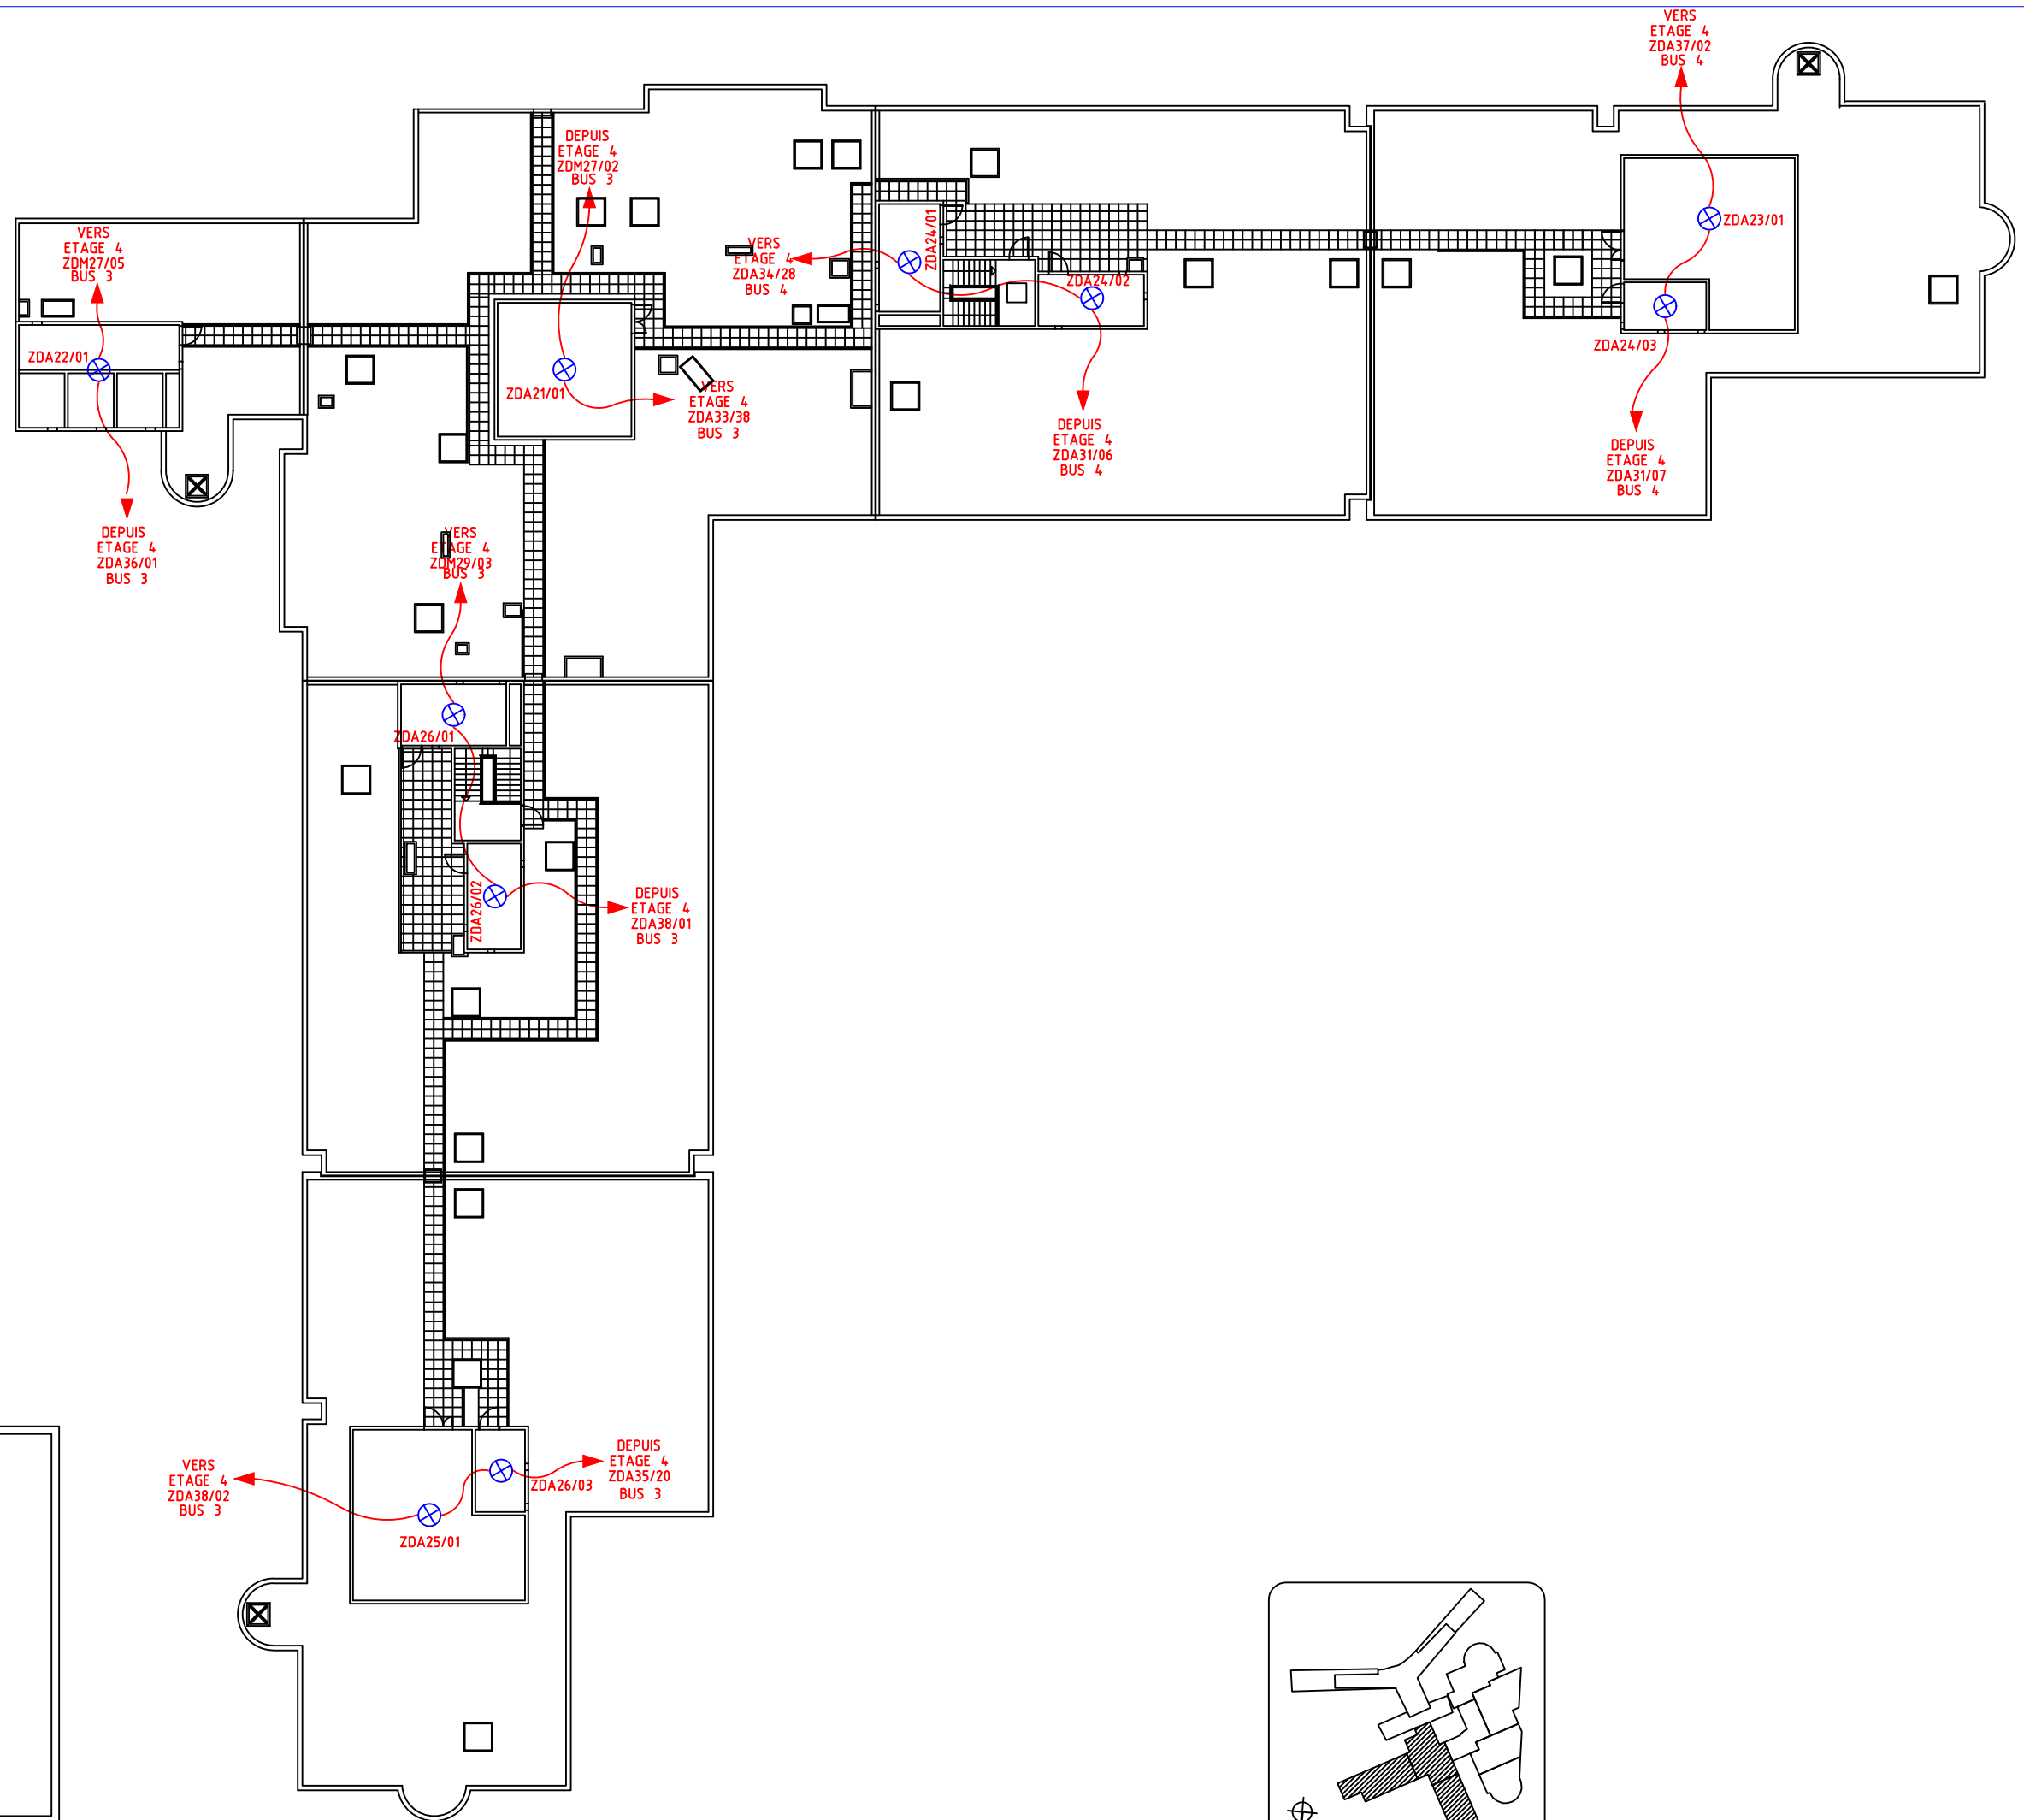 VERS
ETAGE 4
ZDA37/02
BUS 4
DEPUIS
ETAGE 4
ZDM27/02
BUS 3
VERS
ETAGE 4
ZDM27/05
BUS 3
VERS
ETAGE 4
ZDA34/28
BUS 4
ZDA24/01
ZDA24/02
ZDA23/01
ZDA22/01
ZDA21/01
VERS
ETAGE 4
ZDA33/38
BUS 3
ZDA24/03
DEPUIS
ETAGE 4
ZDA31/06
BUS 4
DEPUIS
ETAGE 4
ZDA31/07
BUS 4
DEPUIS
ETAGE 4
ZDA36/01
BUS 3
VERS
ETAGE 4
ZDM29/03
BUS 3
ZDA26/01
ZDA26/02
DEPUIS
ETAGE 4
ZDA38/01
BUS 3
VERS
ETAGE 4
ZDA38/02
BUS 3
DEPUIS
ETAGE 4
ZDA35/20
BUS 3
ZDA26/03
ZDA25/01